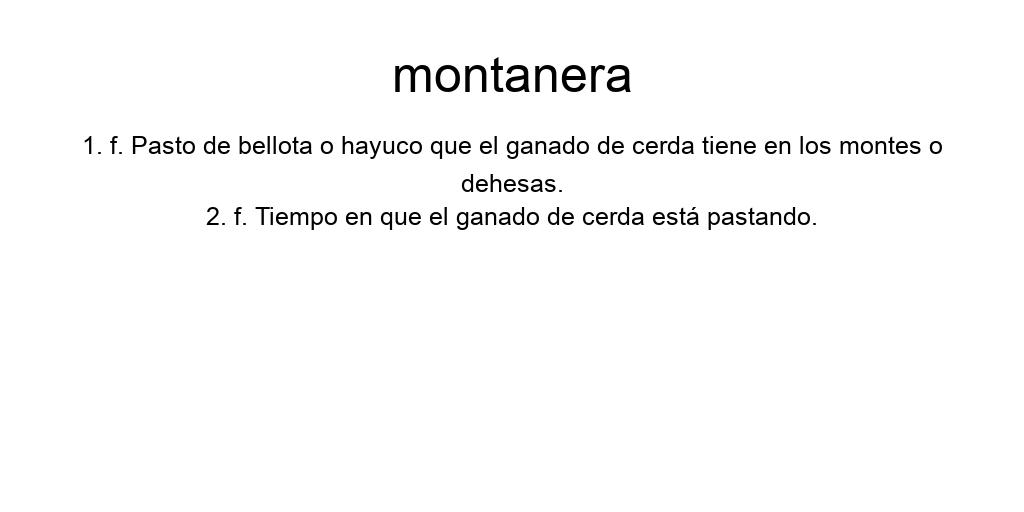 montanera
1. f. Pasto de bellota o hayuco que el ganado de cerda tiene en los montes o
dehesas.
2. f. Tiempo en que el ganado de cerda está pastando.